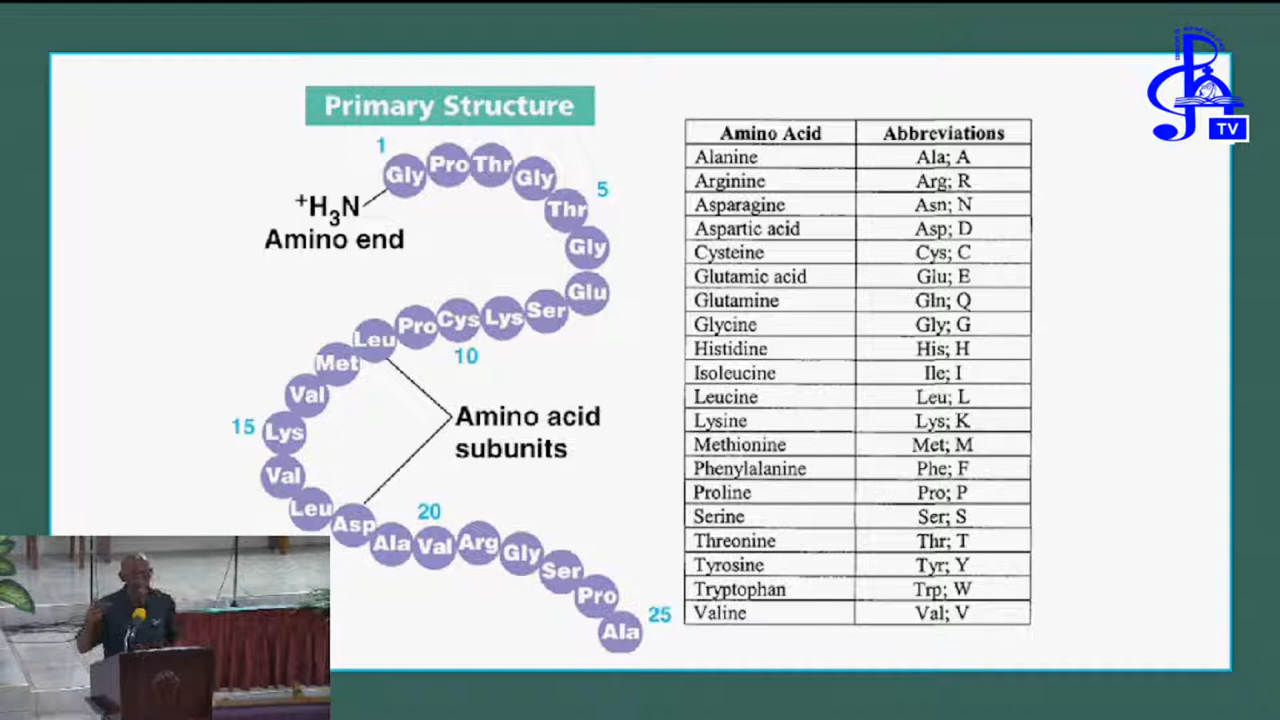 TV
Primary Structure
1
Gly Pro Thr Gly
5
Thr
+H3N
Amino end
Gly
Glu
Leu Pro Cys Lys Ser
10
Met
Val
15 Lys
Amino acid
subunits
Val
Leu
Asp
20
Ala Val Arg Gly
Ser
Pro
25
Ala
Amino Acid Abbreviations
Alanine Ala; A
Arginine Arg; R
Asparagine Asn; N
Aspartic acid Asp; D
Cysteine Cys; C
Glutamic acid Glu; E
Glutamine Gln; Q
Glycine Gly; G
Histidine His; H
Isoleucine Ile; I
Leucine Leu; L
Lysine Lys; K
Methionine Met; M
Phenylalanine Phe; F
Proline Pro; P
Serine Ser; S
Threonine Thr; T
Tyrosine Tyr; Y
Tryptophan Trp; W
Valine Val; V